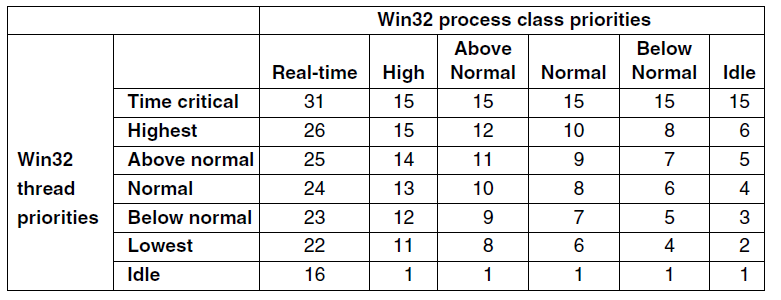 Win32 process class priorities
Above Below
Real-time High Normal Normal Normal Idle
Time critical 31 15 15 15 15 15
Highest 26 15 12 10 8 6
Win32 Above normal 25 14 11 9 7 5
thread Normal 24 13 10 8 6 4
priorities Below normal 23 12 9 7 5 3
Lowest 22 11 8 6 4 2
Idle 16 1 1 1 1 1